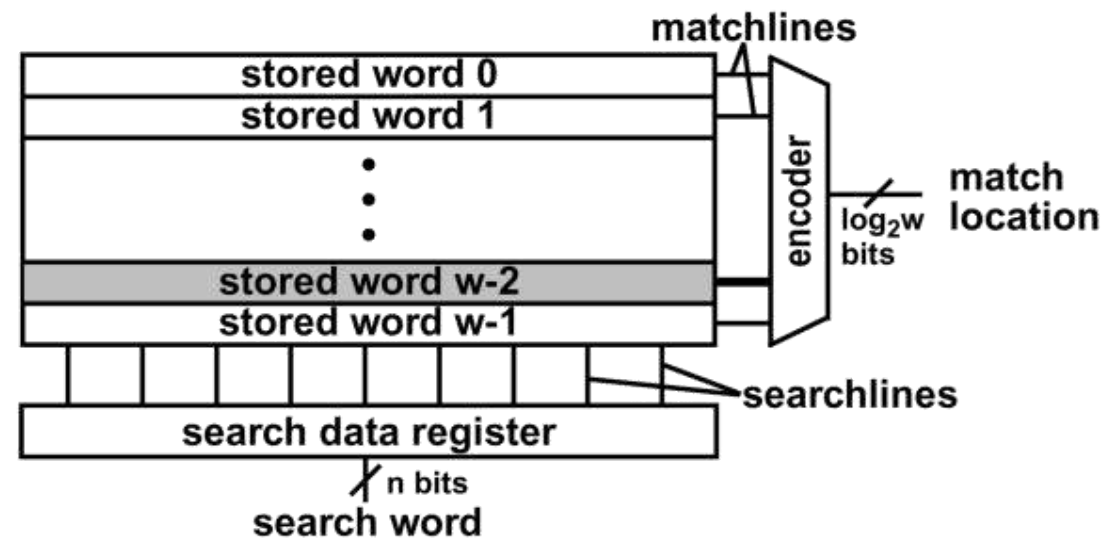 matchlines
stored word 0
stored word 1
encoder
match
location
log₂w
bits
stored word w-2
stored word w-1
searchlines
search data register
n bits
search word